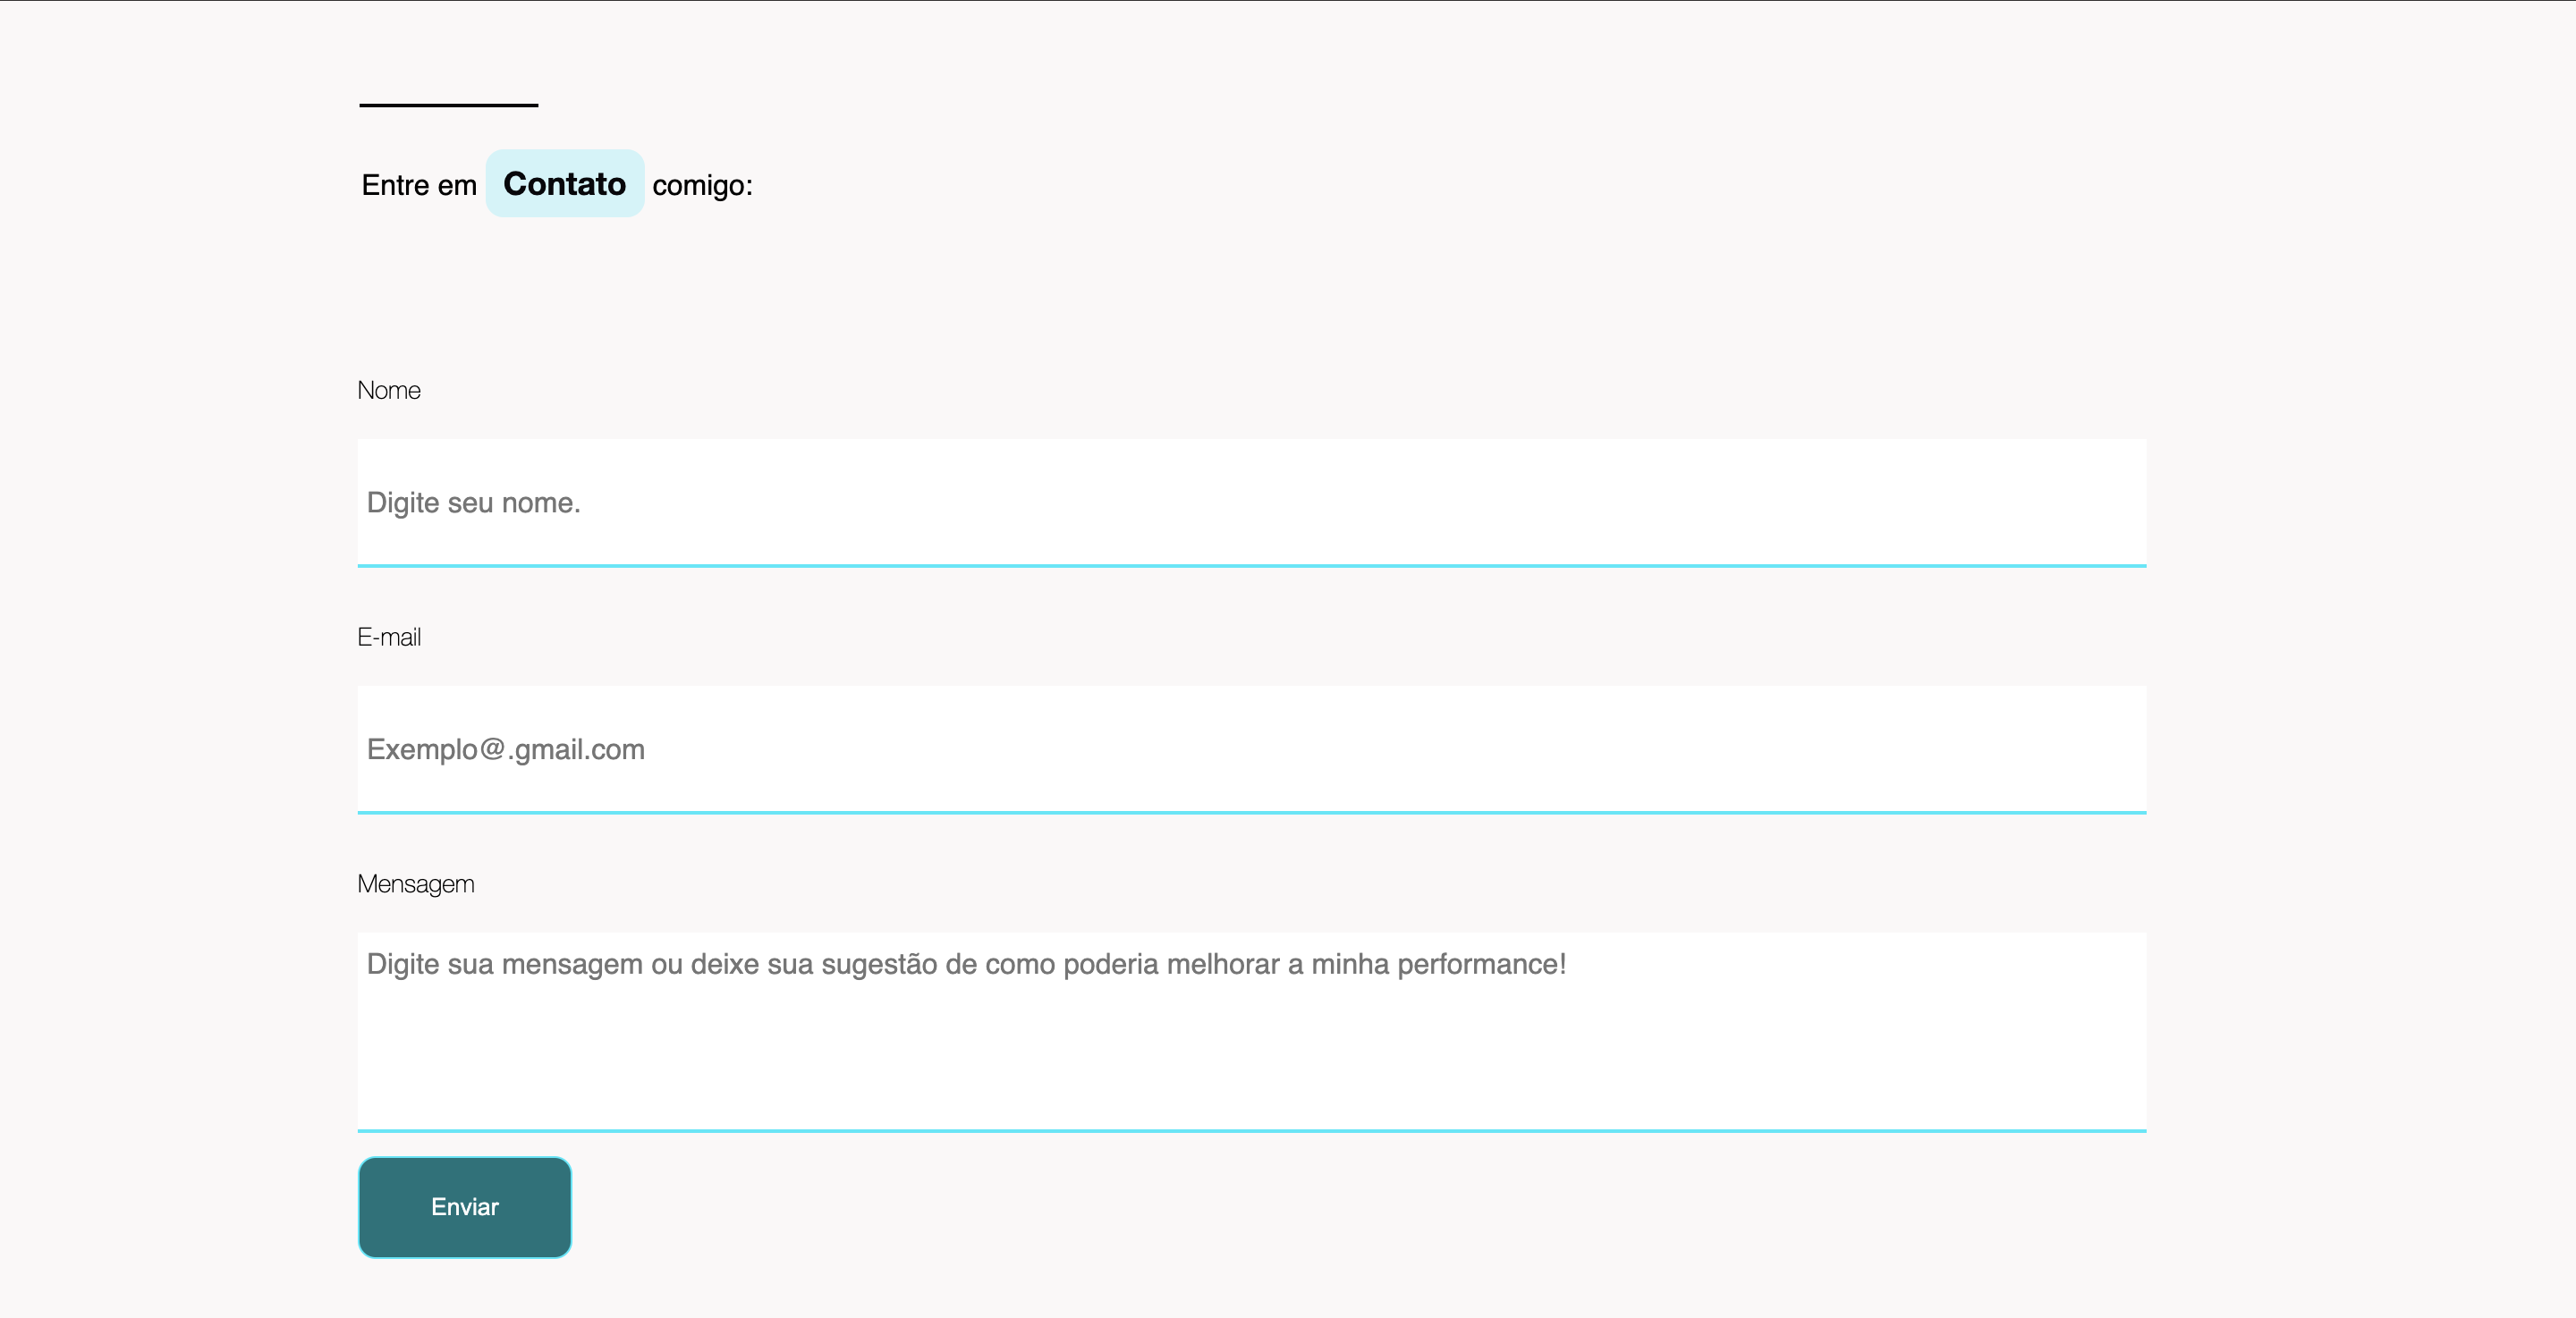 Entre em Contato comigo:
Nome
Digite seu nome.
E-mail
Exemplo@.gmail.com
Mensagem
Digite sua mensagem ou deixe sua sugestão de como poderia melhorar a minha performance!
Enviar